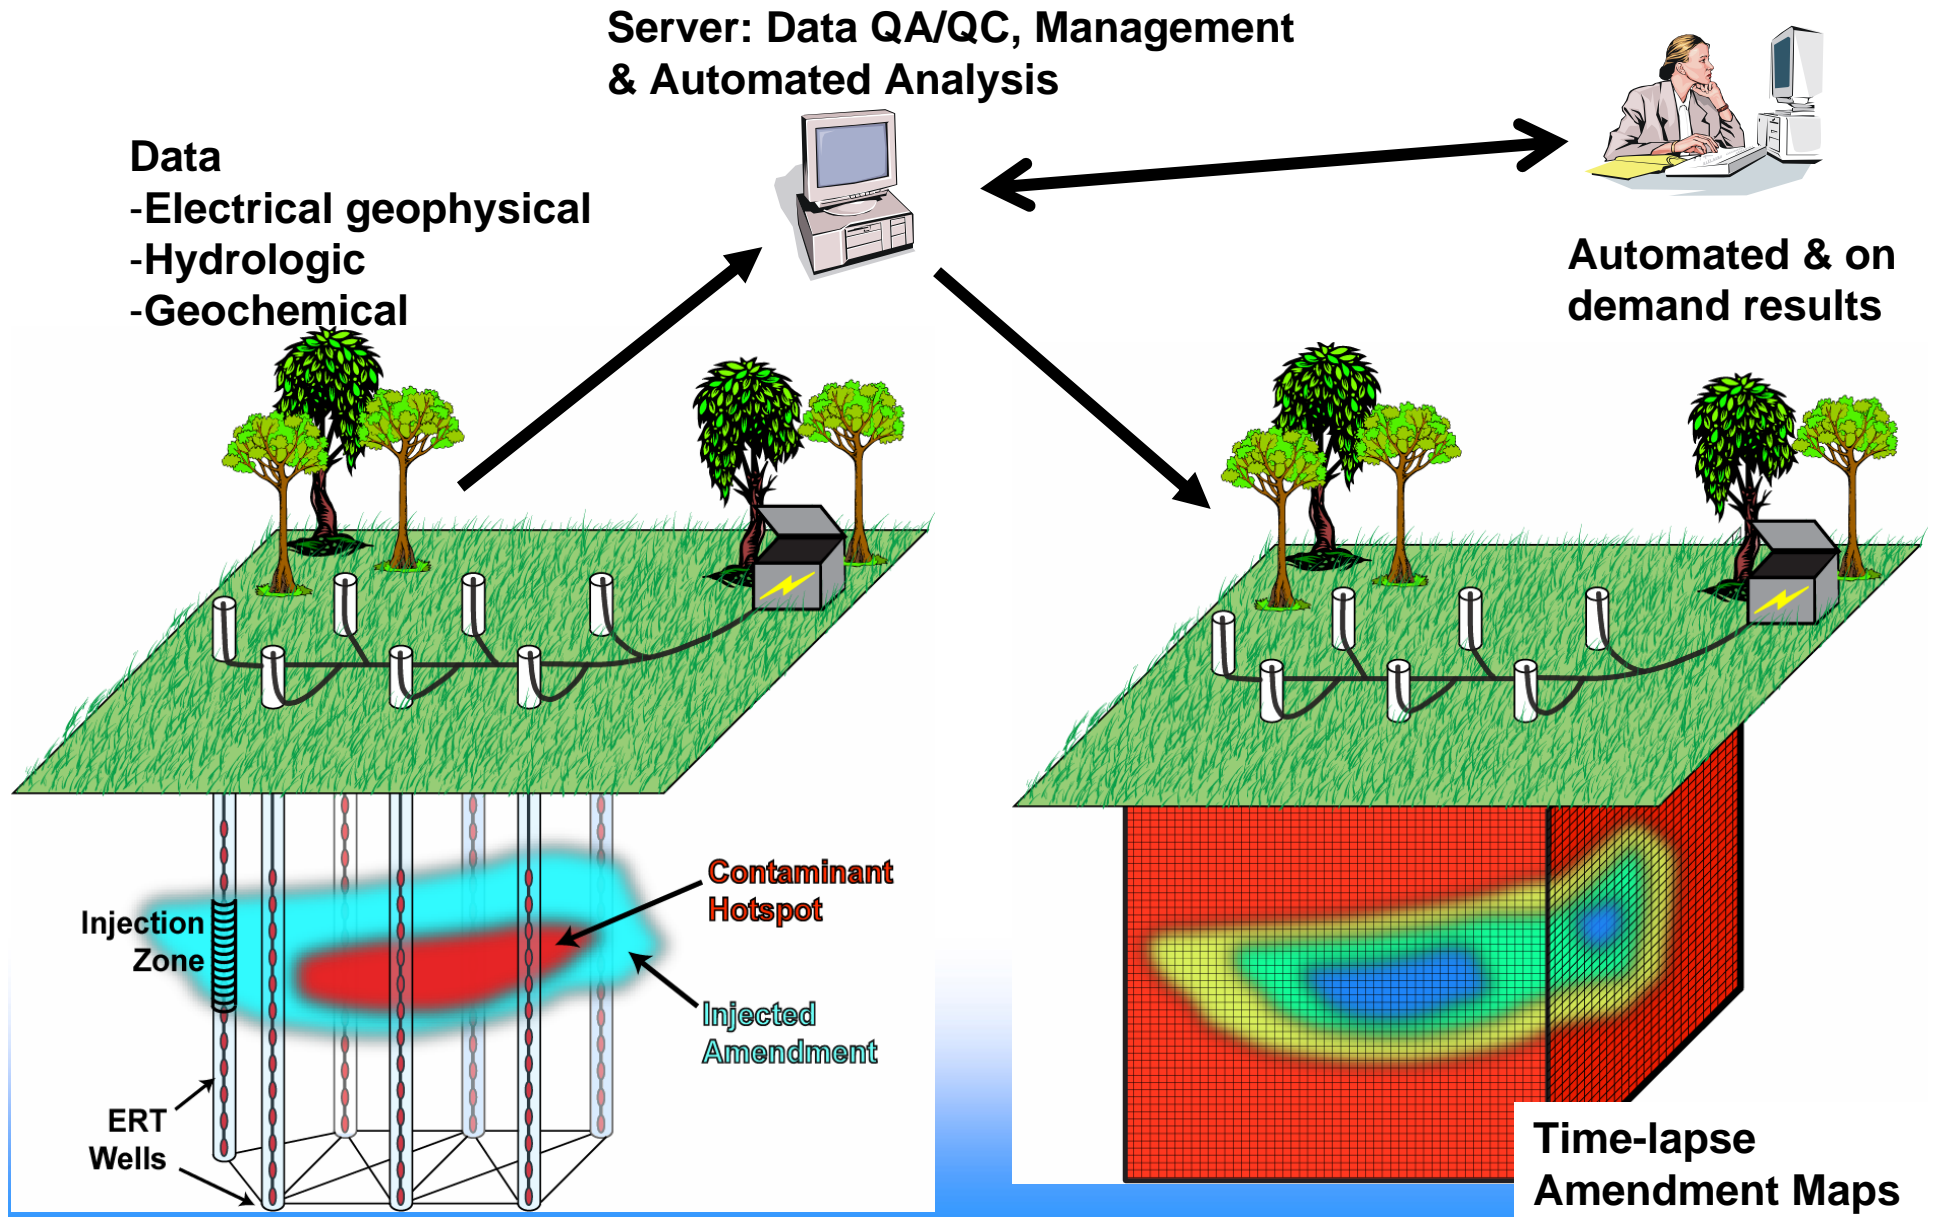 Server: Data QA/QC, Management
& Automated Analysis
Data
-Electrical geophysical
-Hydrologic
-Geochemical
Automated & on
demand results
Contaminant
Hotspot
Injection
Zone
Injected
Amendment
ERT
Wells
Time-lapse
Amendment Maps